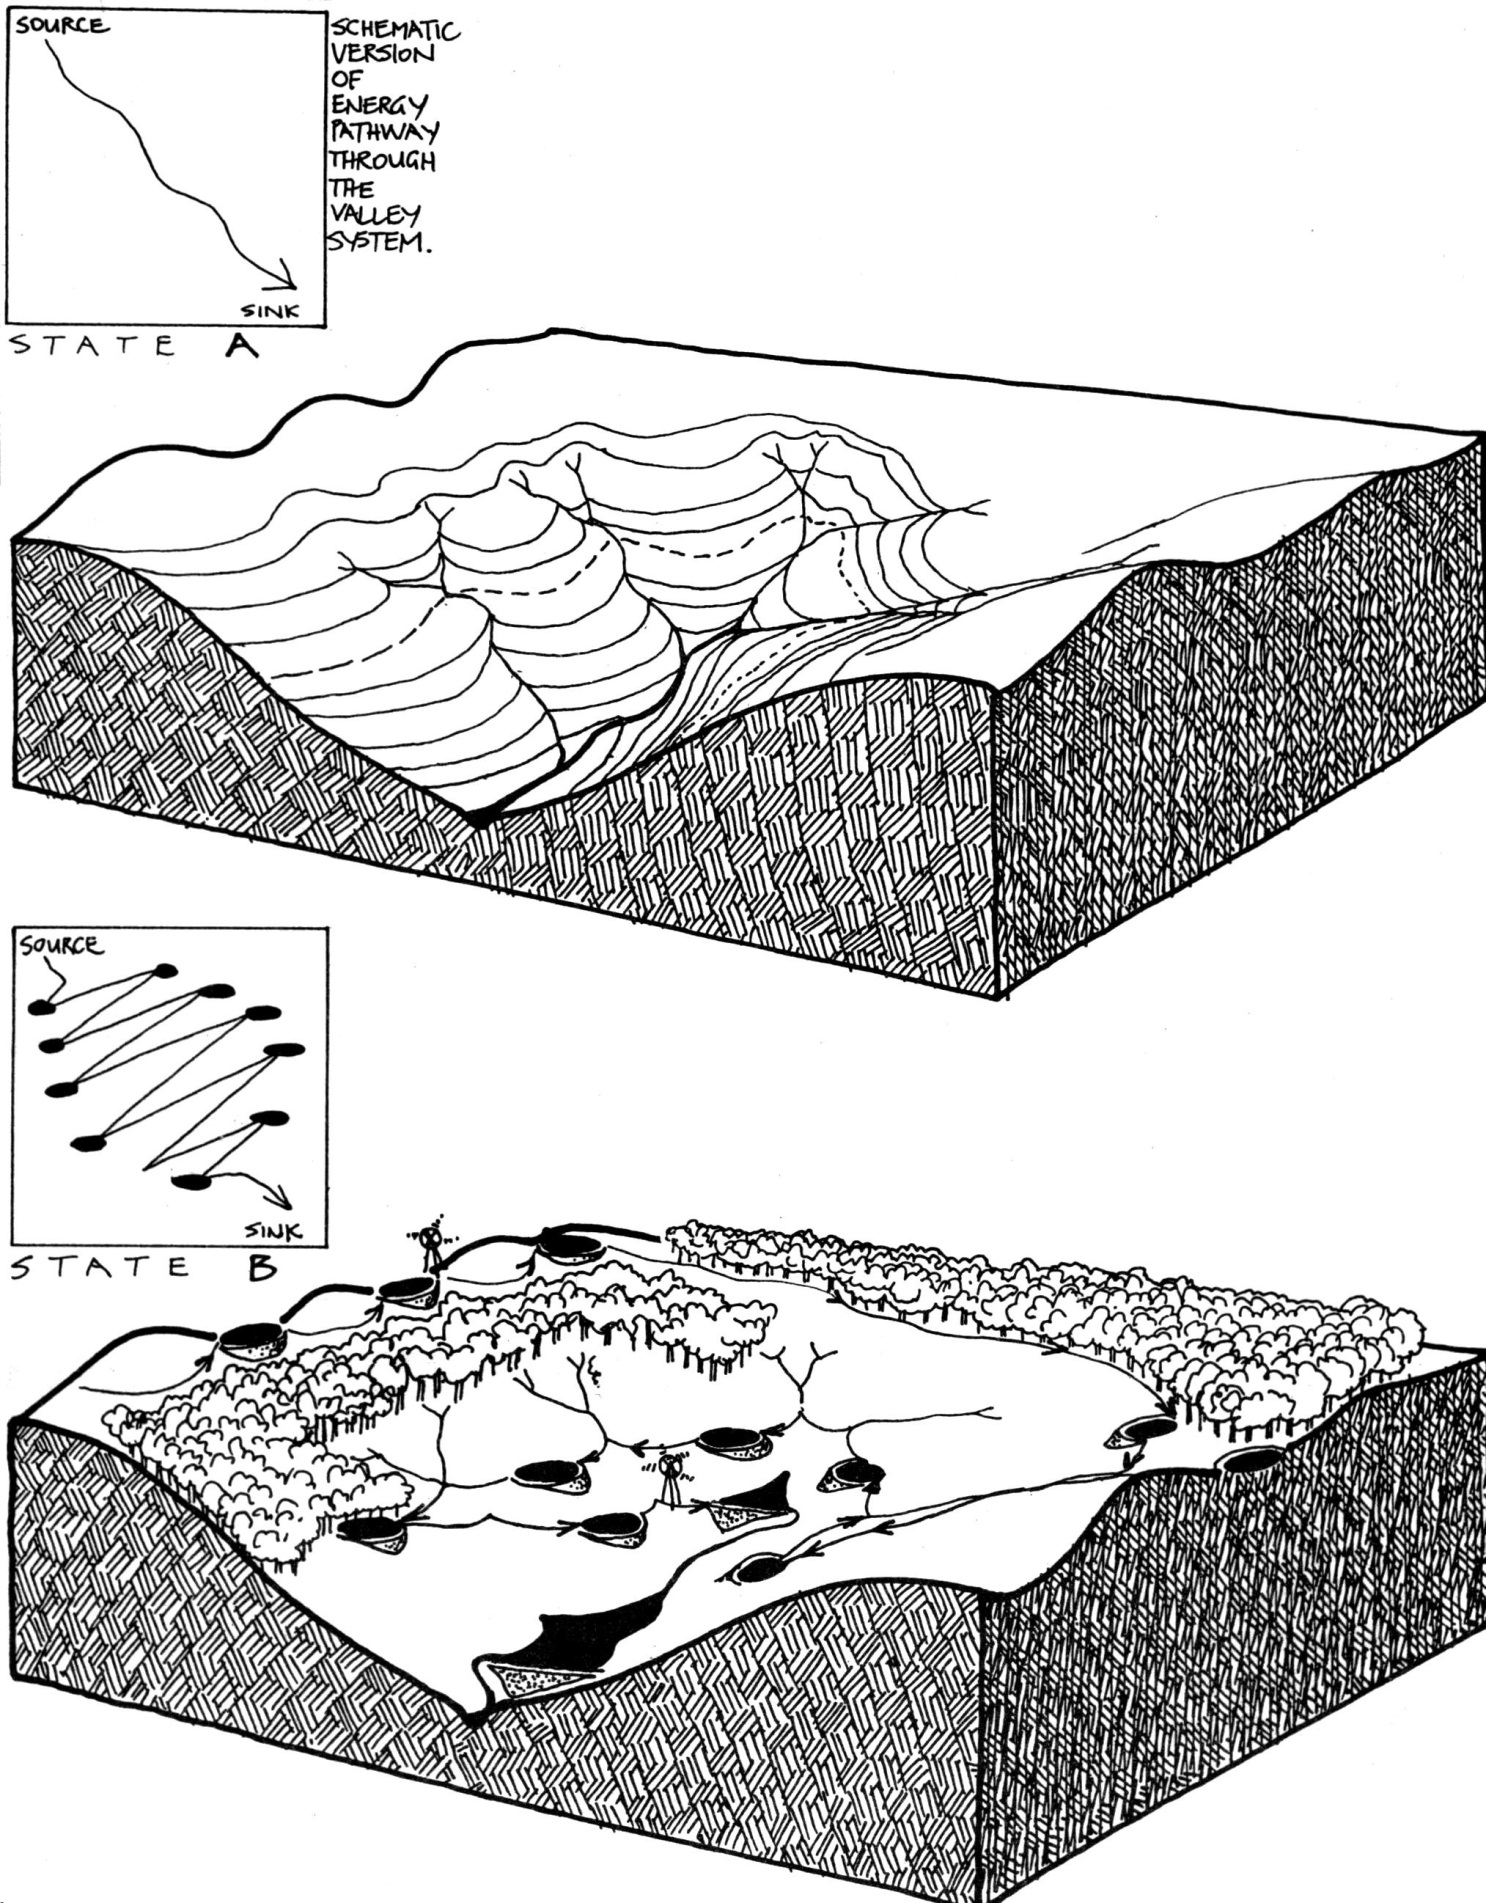 SOURCE
SINK
SCHEMATIC
VERSION
OF
ENERGY
PATHWAY
THROUGH
THE
VALLEY
SYSTEM.
STATE A
SOURCE
SINK
STATE B